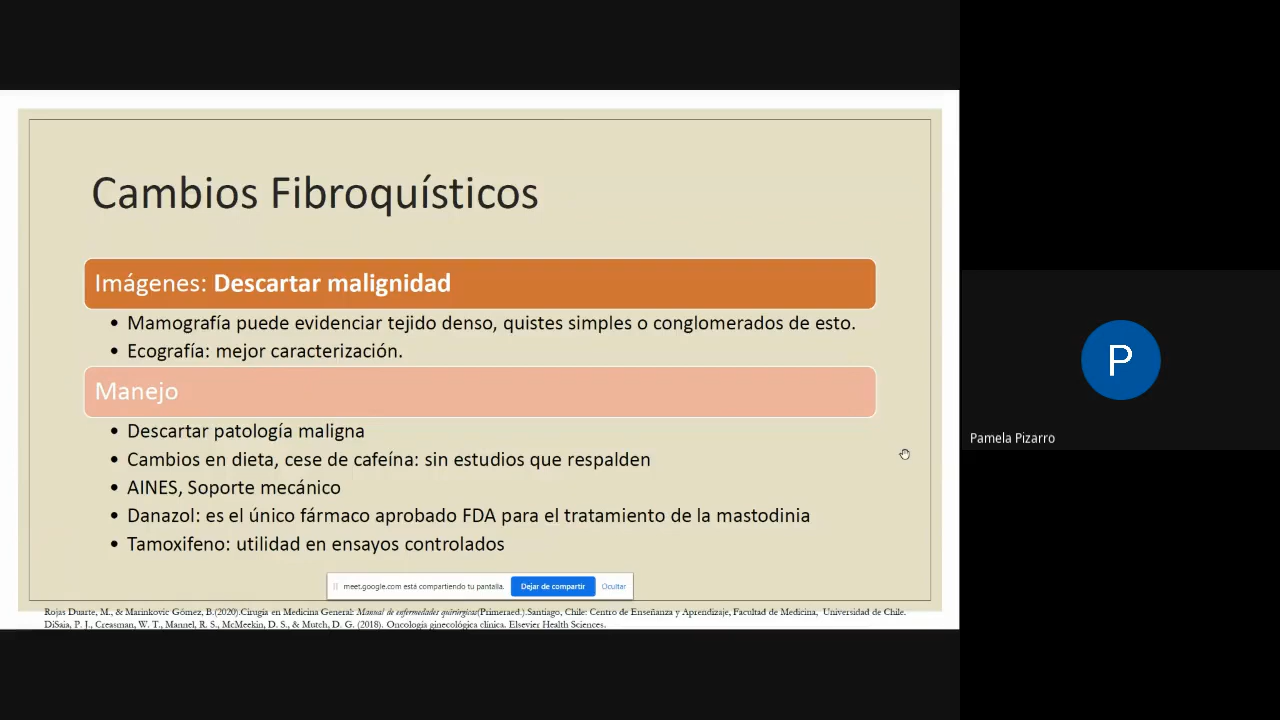 Cambios Fibroquísticos
Imágenes: Descartar malignidad
• Mamografía puede evidenciar tejido denso, quistes simples o conglomerados de esto.
• Ecografía: mejor caracterización.
Manejo
• Descartar patología maligna
• Cambios en dieta, cese de cafeína: sin estudios que respalden
• AINES, Soporte mecánico
• Danazol: es el único fármaco aprobado FDA para el tratamiento de la mastodinia
• Tamoxifeno: utilidad en ensayos controlados
meet.google.com está compartiendo tu pantalla. Dejar de compartir Ocultar
Rojas Duarte, M., & Marinkovic Gómez, B.(2020).Cirugía en Medicina General: Manual de enfermedades quirúrgicas(Primeraed.).Santiago, Chile: Centro de Enseñanza y Aprendizaje, Facultad de Medicina, Universidad de Chile.
DiSaia, P. J., Creasman, W. T., Mannel, R. S., McMeekin, D. S., & Mutch, D. G. (2018). Oncología ginecológica clínica. Elsevier Health Sciences.
P
Pamela Pizarro